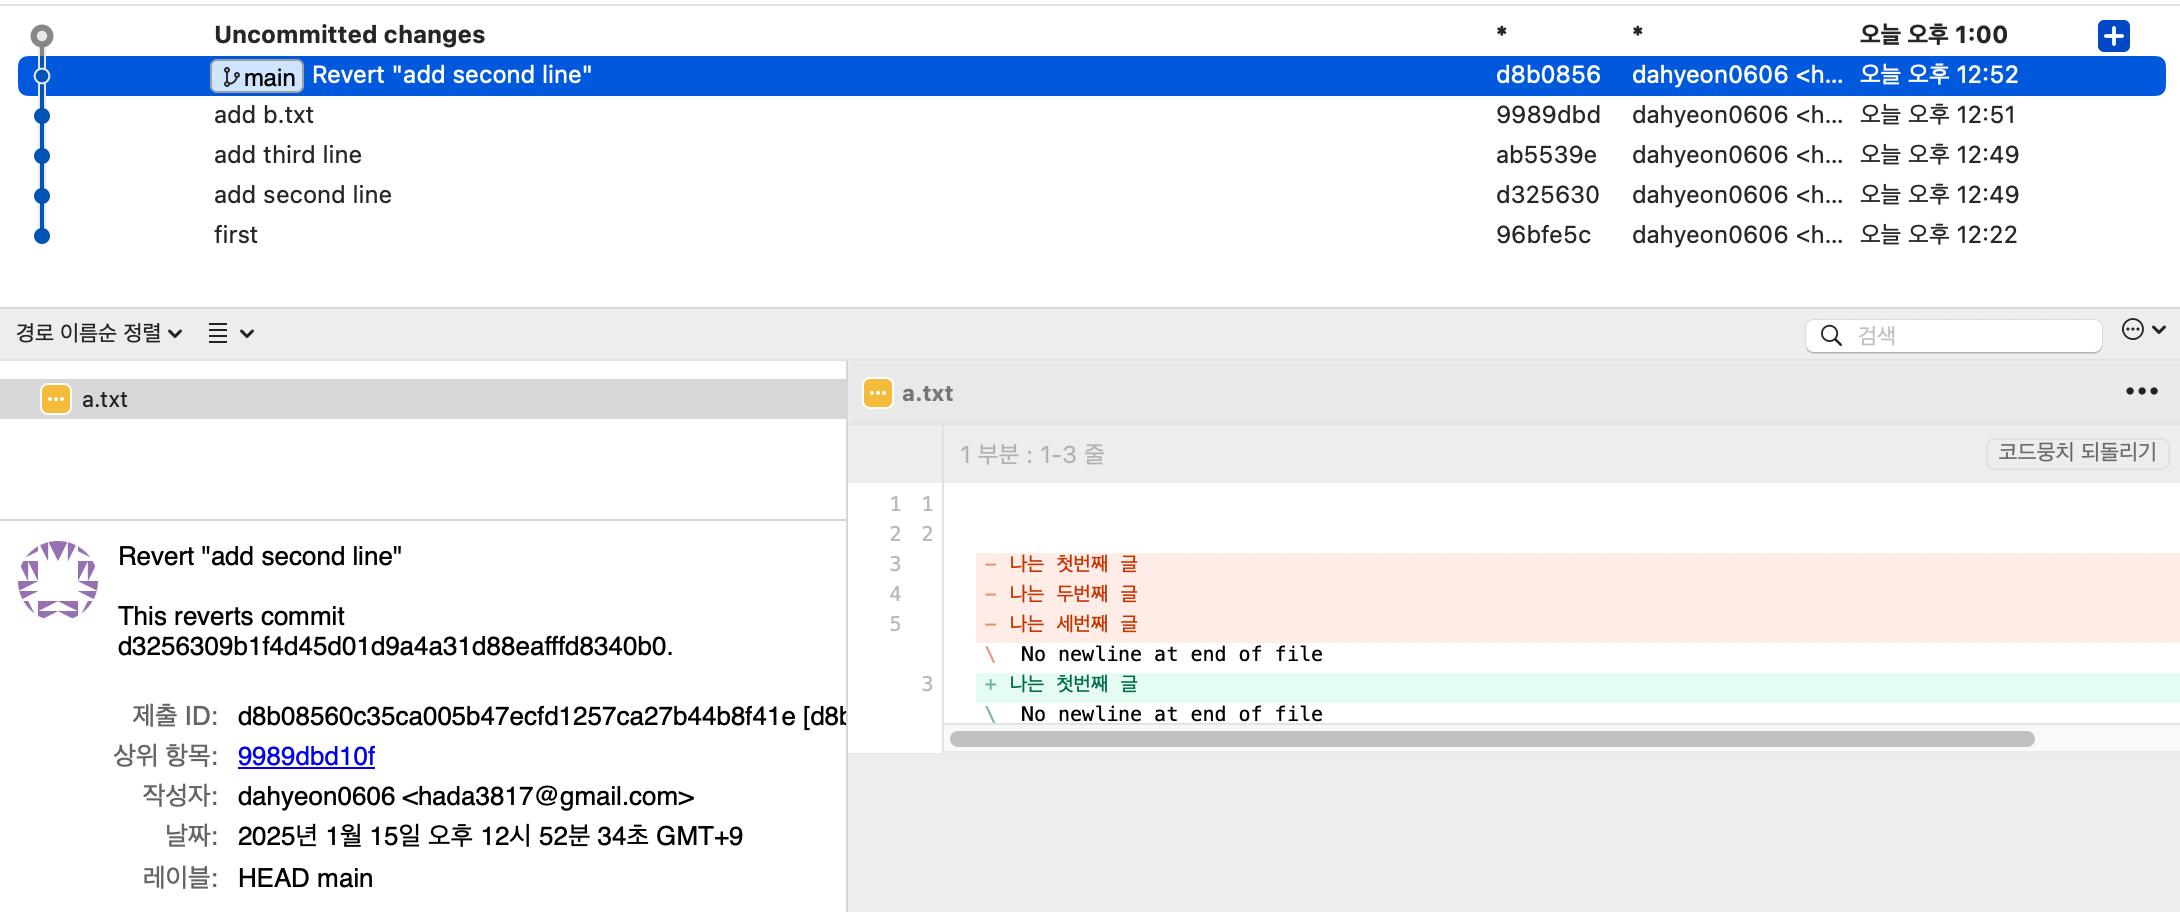 Uncommitted changes * * 오늘 오후 1:00
main Revert "add second line" d8b0856 dahyeon0606 <h... 오늘 오후 12:52
add b.txt 9989dbd dahyeon0606 <h... 오늘 오후 12:51
add third line ab5539e dahyeon0606 <h... 오늘 오후 12:49
add second line d325630 dahyeon0606 <h... 오늘 오후 12:49
first 96bfe5c dahyeon0606 <h... 오늘 오후 12:22
경로 이름순 정렬
검색
a.txt
Revert "add second line"
This reverts commit
d3256309b1f4d45d01d9a4a31d88eafffd8340b0.
제출 ID: d8b08560c35ca005b47ecfd1257ca27b44b8f41e [d8b
상위 항목: 9989dbd10f
작성자: dahyeon0606 <hada3817@gmail.com>
날짜: 2025년 1월 15일 오후 12시 52분 34초 GMT+9
레이블: HEAD main
a.txt
1 부분 : 1-3 줄 코드뭉치 되돌리기
1 1
2 2
3 - 나는 첫번째 글
4 - 나는 두번째 글
5 - 나는 세번째 글
\ No newline at end of file
3 + 나는 첫번째 글
\ No newline at end of file